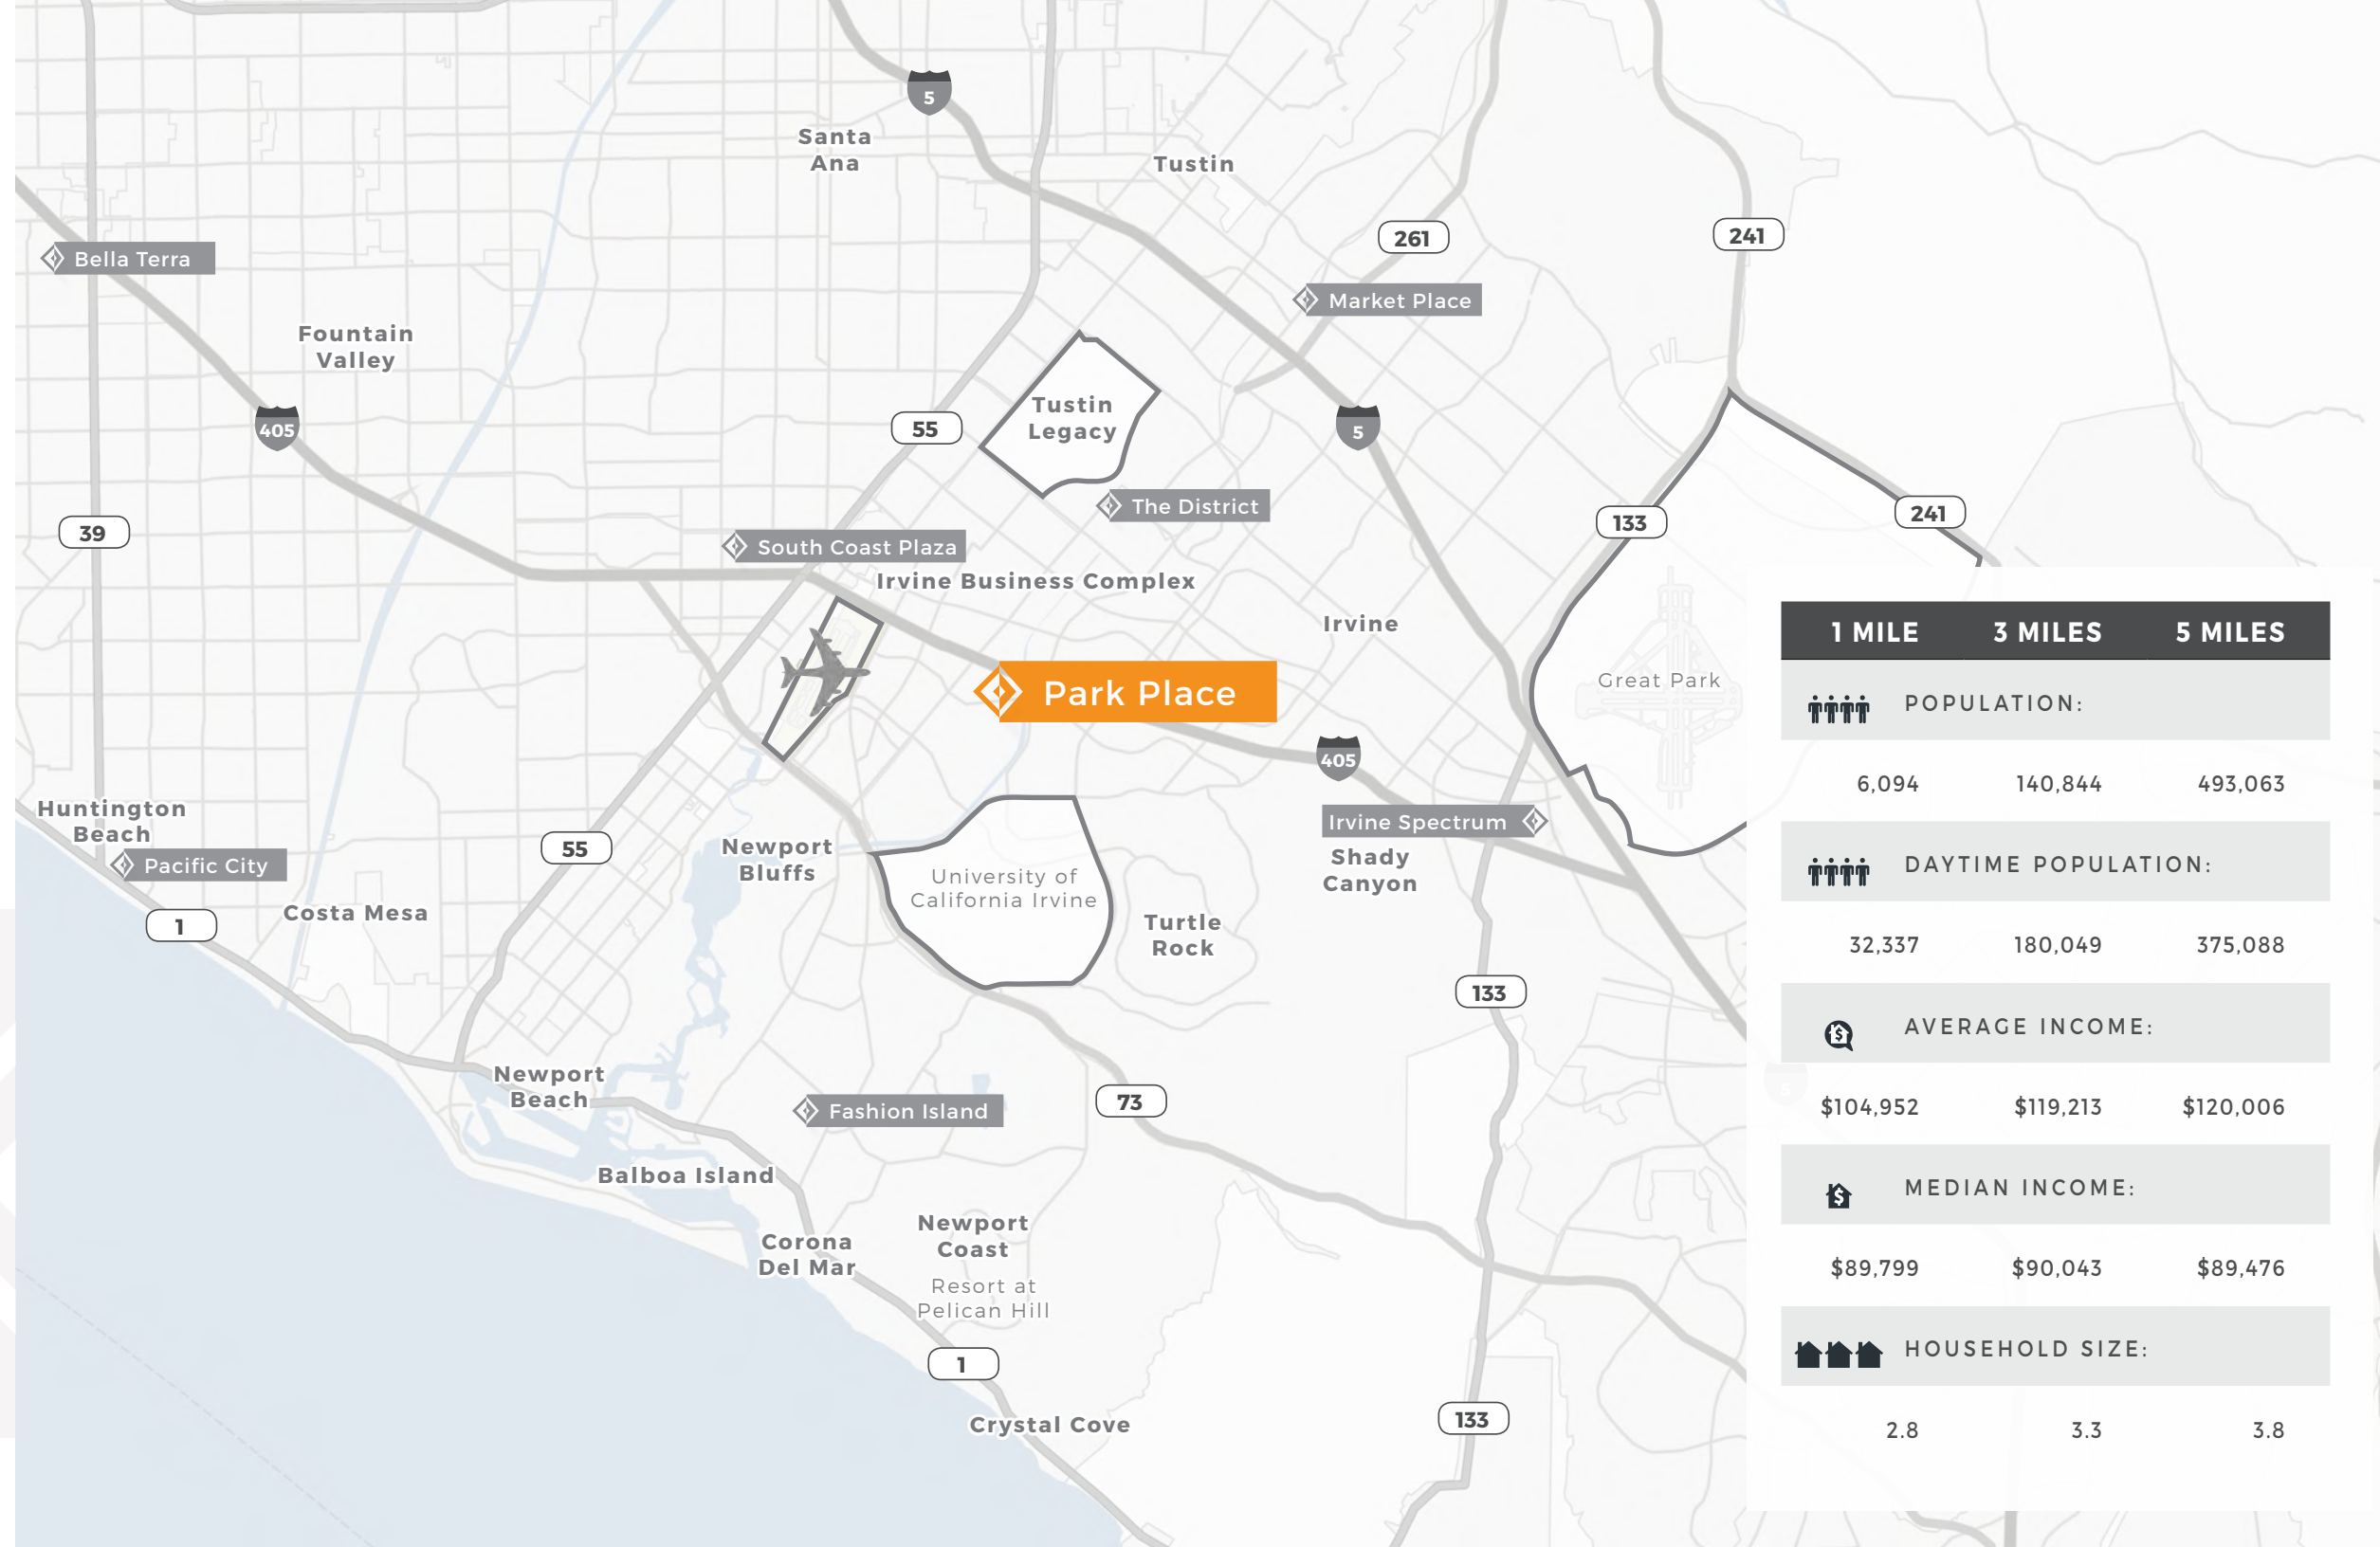 5
Santa
Ana
Tustin
261
241
Bella Terra
Market Place
Fountain
Valley
Tustin
Legacy
405
55
5
The District
133
241
39
South Coast Plaza
Irvine Business Complex
Irvine
Great Park
Park Place
405
Huntington
Beach
Pacific City
55
Newport
Bluffs
Irvine Spectrum
Shady
Canyon
University of
California Irvine
Turtle
Rock
1
Costa Mesa
133
Newport
Beach
Fashion Island
73
5
Balboa Island
Corona
Del Mar
Newport
Coast
Resort at
Pelican Hill
1
Crystal Cove
133
1 MILE 3 MILES 5 MILES
POPULATION:
6,094 140,844 493,063
DAYTIME POPULATION:
32,337 180,049 375,088
AVERAGE INCOME:
$104,952 $119,213 $120,006
MEDIAN INCOME:
$89,799 $90,043 $89,476
HOUSEHOLD SIZE:
2.8 3.3 3.8